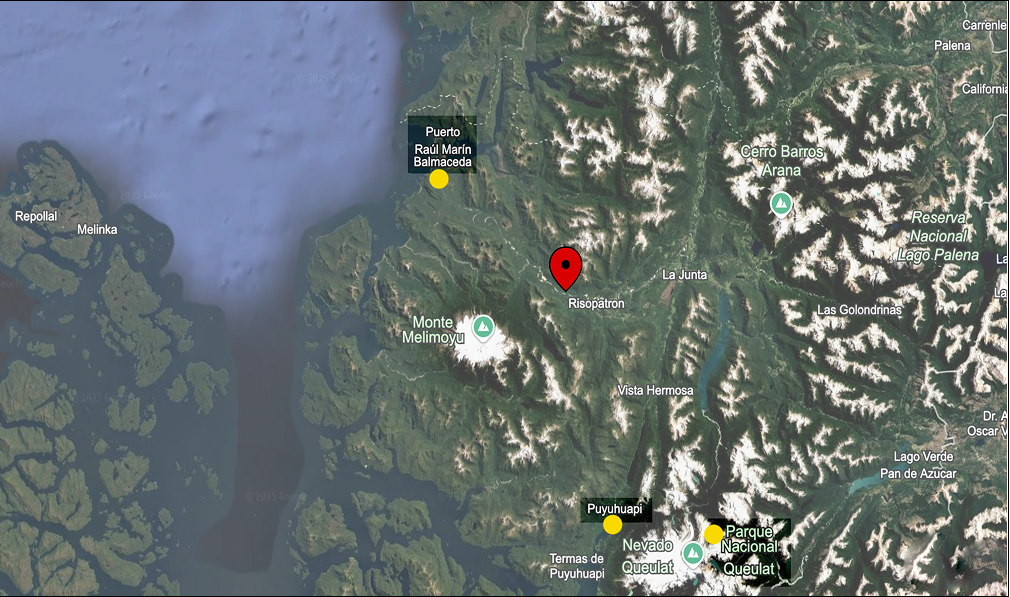 Carrenle
Palena
California
© 2025 Google
Puerto
Raúl Marín
Balmaceda
Cerro Barros
Arana
© 2025 Google
Repollal
Melinka
Reserva
Nacional
Lago Palena
La
La Junta
La
Risopatron
Las Golondrinas
Monte
Melimoyu
Vista Hermosa
Dr. A
Oscar V
Lago Verde
Pan de Azucar
© 2025 Google
Puyuhuapi
Parque
Nacional
Queulat
Nevado
Queulat
Termas de
Puyuhuapi